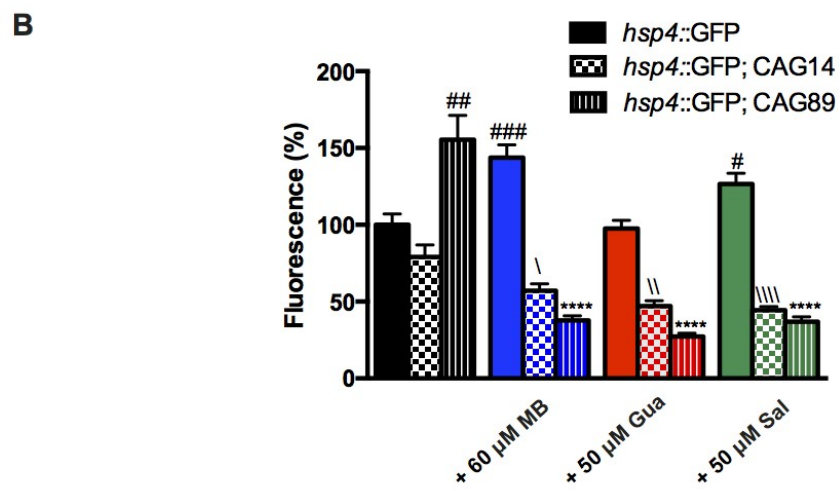 B
hsp4::GFP
hsp4::GFP; CAG14
hsp4::GFP; CAG89
Fluorescence (%)
200
150
100
50
0
##
###
\
****
\\
****
#
\\\\
****
+ 60 µM MB
+ 50 µM Gua
+ 50 µM Sal